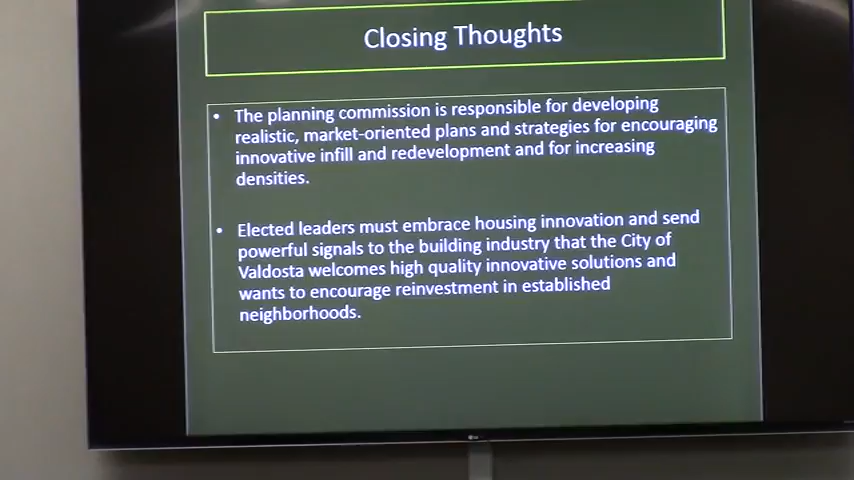 Closing Thoughts
• The planning commission is responsible for developing
realistic, market-oriented plans and strategies for encouraging
innovative infill and redevelopment and for increasing
densities.
• Elected leaders must embrace housing innovation and send
powerful signals to the building industry that the City of
Valdosta welcomes high quality innovative solutions and
wants to encourage reinvestment in established
neighborhoods.
LG